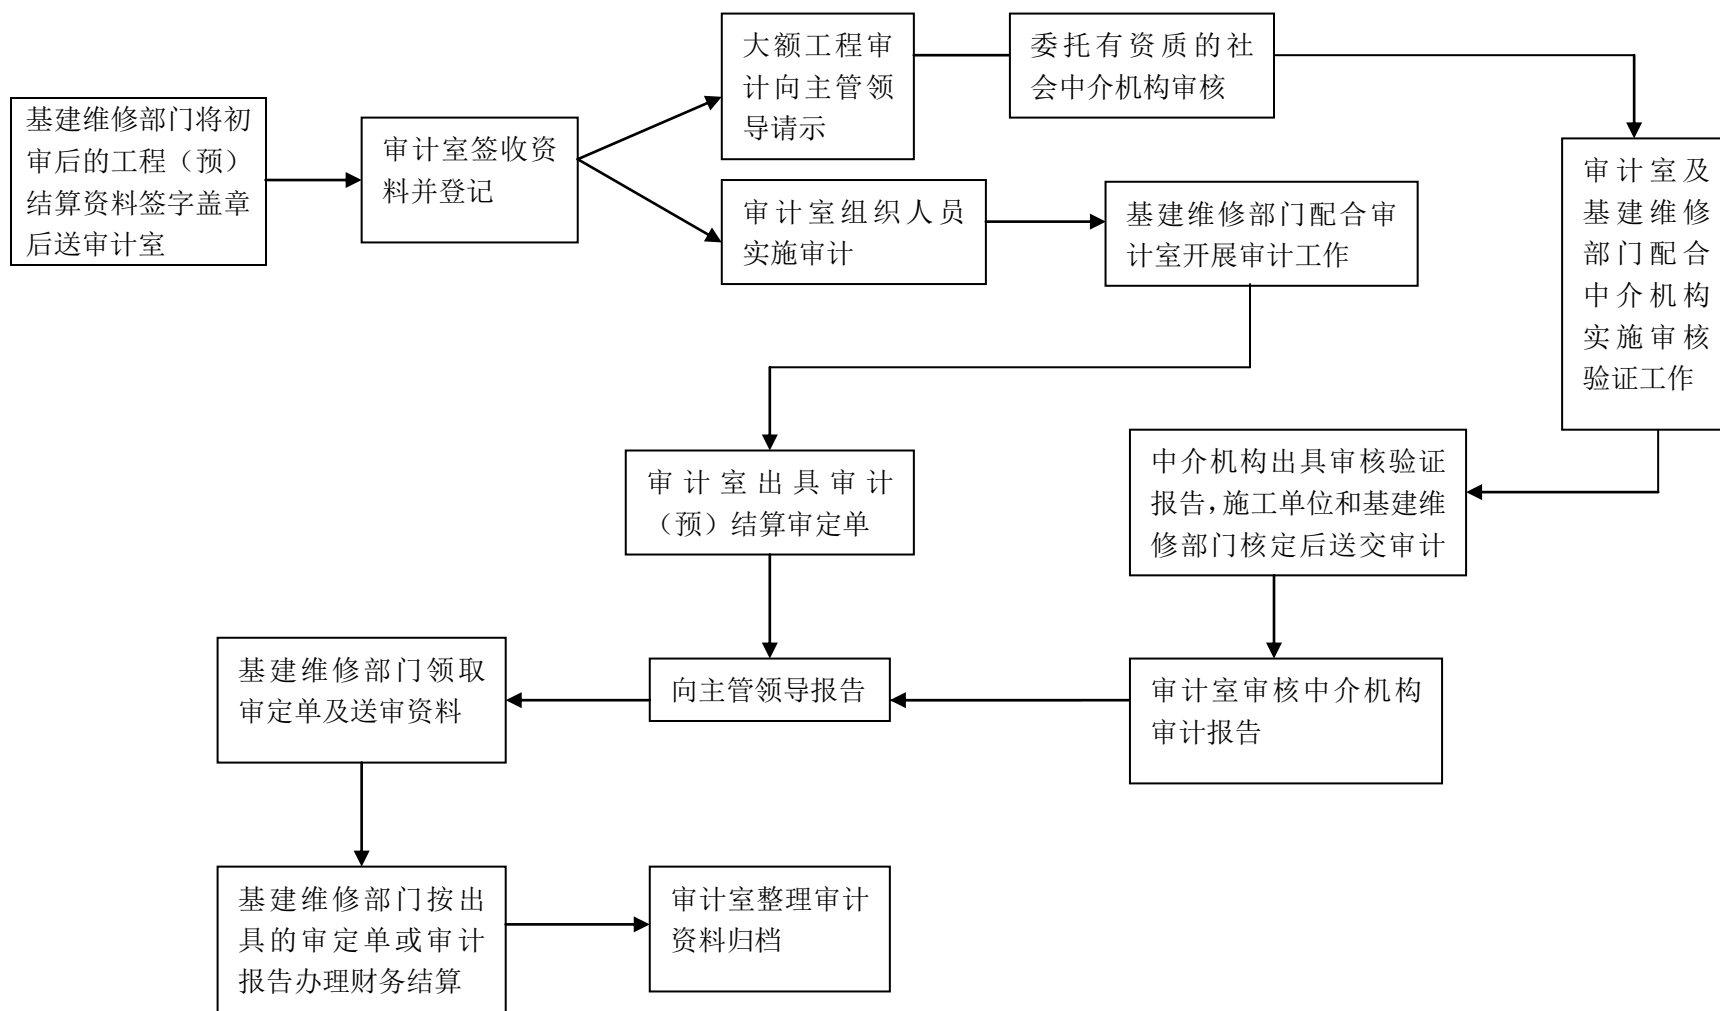 基建维修部门将初
审后的工程（预）
结算资料签字盖章
后送审计室
审计室签收资
料并登记
大额工程审
计向主管领
导请示
委托有资质的社
会中介机构审核
审计室组织人员
实施审计
基建维修部门配合审
计室开展审计工作
审计室及
基建维修
部门配合
中介机构
实施审核
验证工作
中介机构出具审核验证
报告，施工单位和基建维
修部门核定后送交审计
审计室出具审计
（预）结算审定单
基建维修部门领取
审定单及送审资料
向主管领导报告
审计室审核中介机构
审计报告
基建维修部门按出
具的审定单或审计
报告办理财务结算
审计室整理审计
资料归档